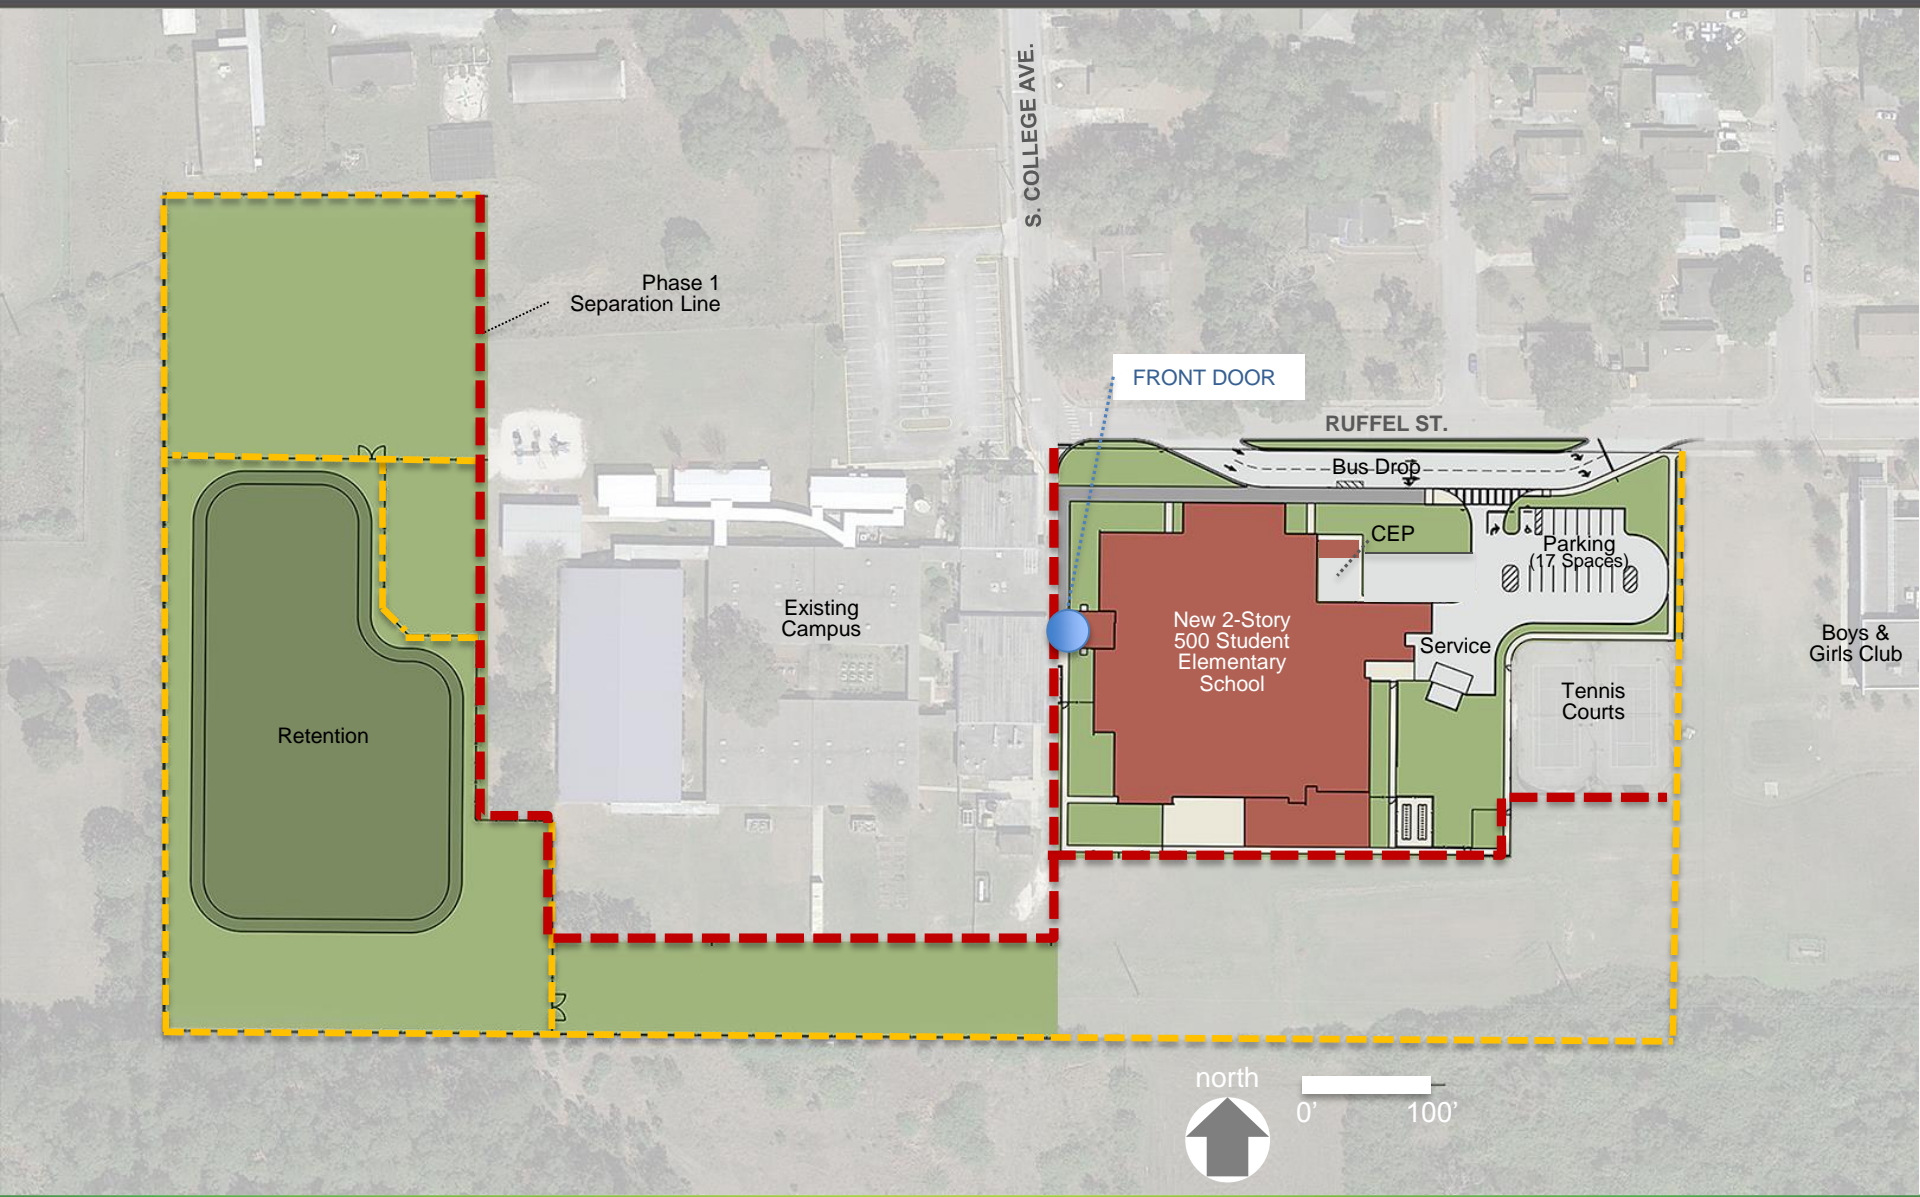 S. COLLEGE AVE.
Phase 1
Separation Line
FRONT DOOR
RUFFEL ST.
Bus Drop
CEP
Parking
(17 Spaces)
Existing
Campus
New 2-Story
500 Student
Elementary
School
Service
Boys &
Girls Club
Tennis
Courts
Retention
north
0'
100'